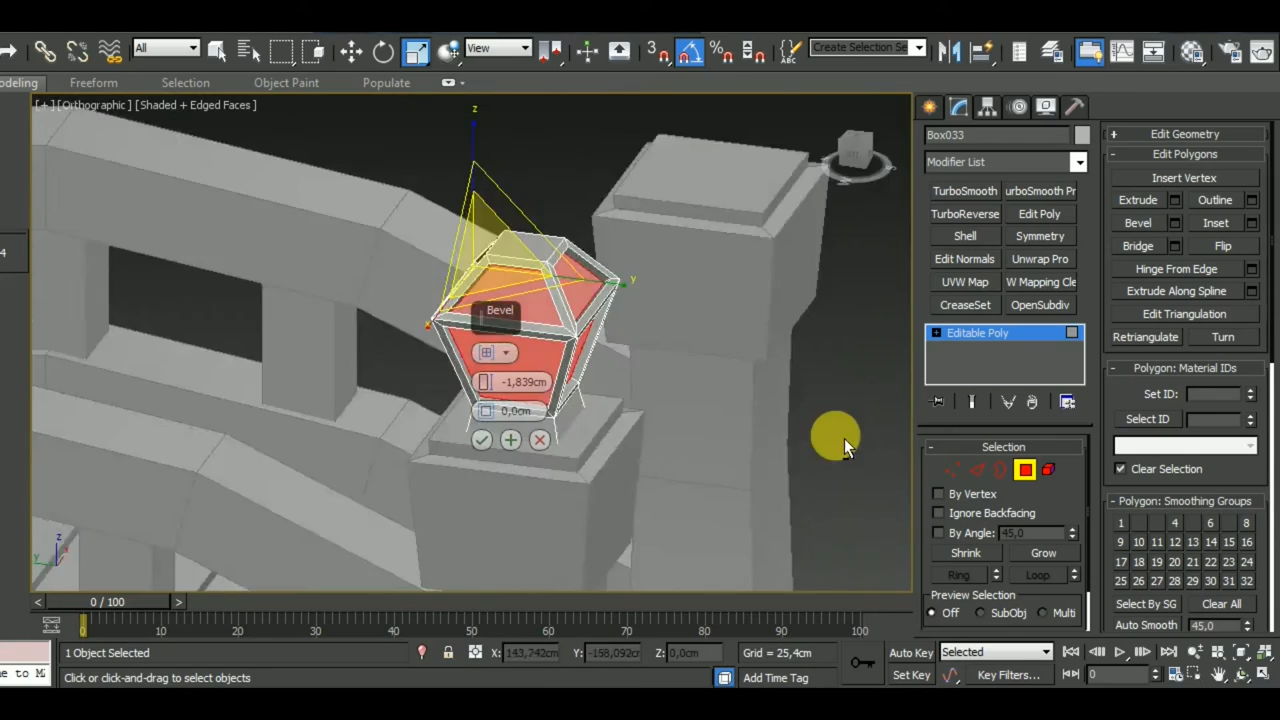 All
View
3
%
ABC
Create Selection Se
odeling
Freeform
Selection
Object Paint
Populate
[+][Orthographic ] [Shaded + Edged Faces ]
z
y
x
Bevel
-1,839cm
0,0cm
4
z
y
Box033
Modifier List
TurboSmooth
urboSmooth Pr
TurboReverse
Edit Poly
Shell
Symmetry
Edit Normals
Unwrap Pro
UVW Map
W Mapping Cle
CreaseSet
OpenSubdiv
+ Editable Poly
- Selection
By Vertex
Ignore Backfacing
By Angle: 45,0
Shrink
Grow
Ring
Loop
Preview Selection
Off
SubObj
Multi
+ Edit Geometry
- Edit Polygons
Insert Vertex
Extrude
Outline
Bevel
Inset
Bridge
Flip
Hinge From Edge
Extrude Along Spline
Edit Triangulation
Retriangulate
Turn
- Polygon: Material IDs
Set ID:
Select ID
Clear Selection
- Polygon: Smoothing Groups
1 4 6 8
9 10 11 12 13 14 15 16
17 18 19 20 21 22 23 24
25 26 27 28 29 30 31 32
Select By SG
Clear All
Auto Smooth
45,0
< 0 / 100 >
0 10 20 30 40 50 60 70 80 90 100
1 Object Selected
X: 143,742cm
Y: -158,092cm
Z: 0,0cm
Grid = 25,4cm
Auto Key
Selected
ne to M
Click or click-and-drag to select objects
Add Time Tag
Set Key
Key Filters...
0